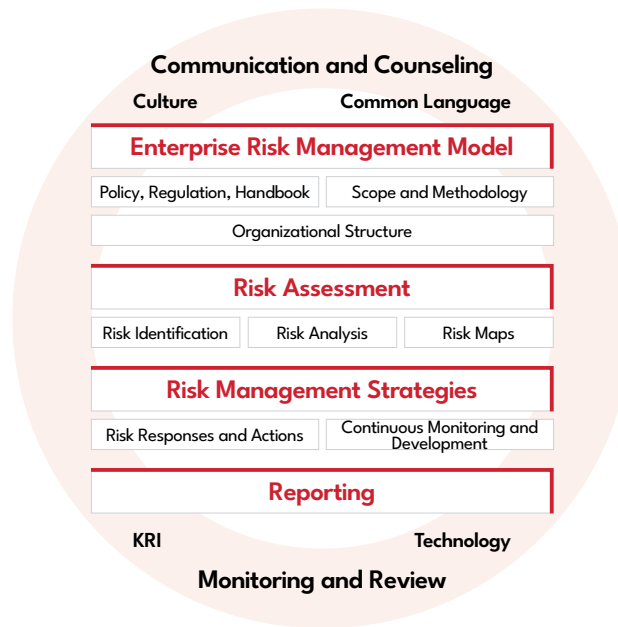 Communication and Counseling
Culture
Common Language
Enterprise Risk Management Model
Policy, Regulation, Handbook
Scope and Methodology
Organizational Structure
Risk Assessment
Risk Identification
Risk Analysis
Risk Maps
Risk Management Strategies
Risk Responses and Actions
Continuous Monitoring and
Development
Reporting
KRI
Technology
Monitoring and Review